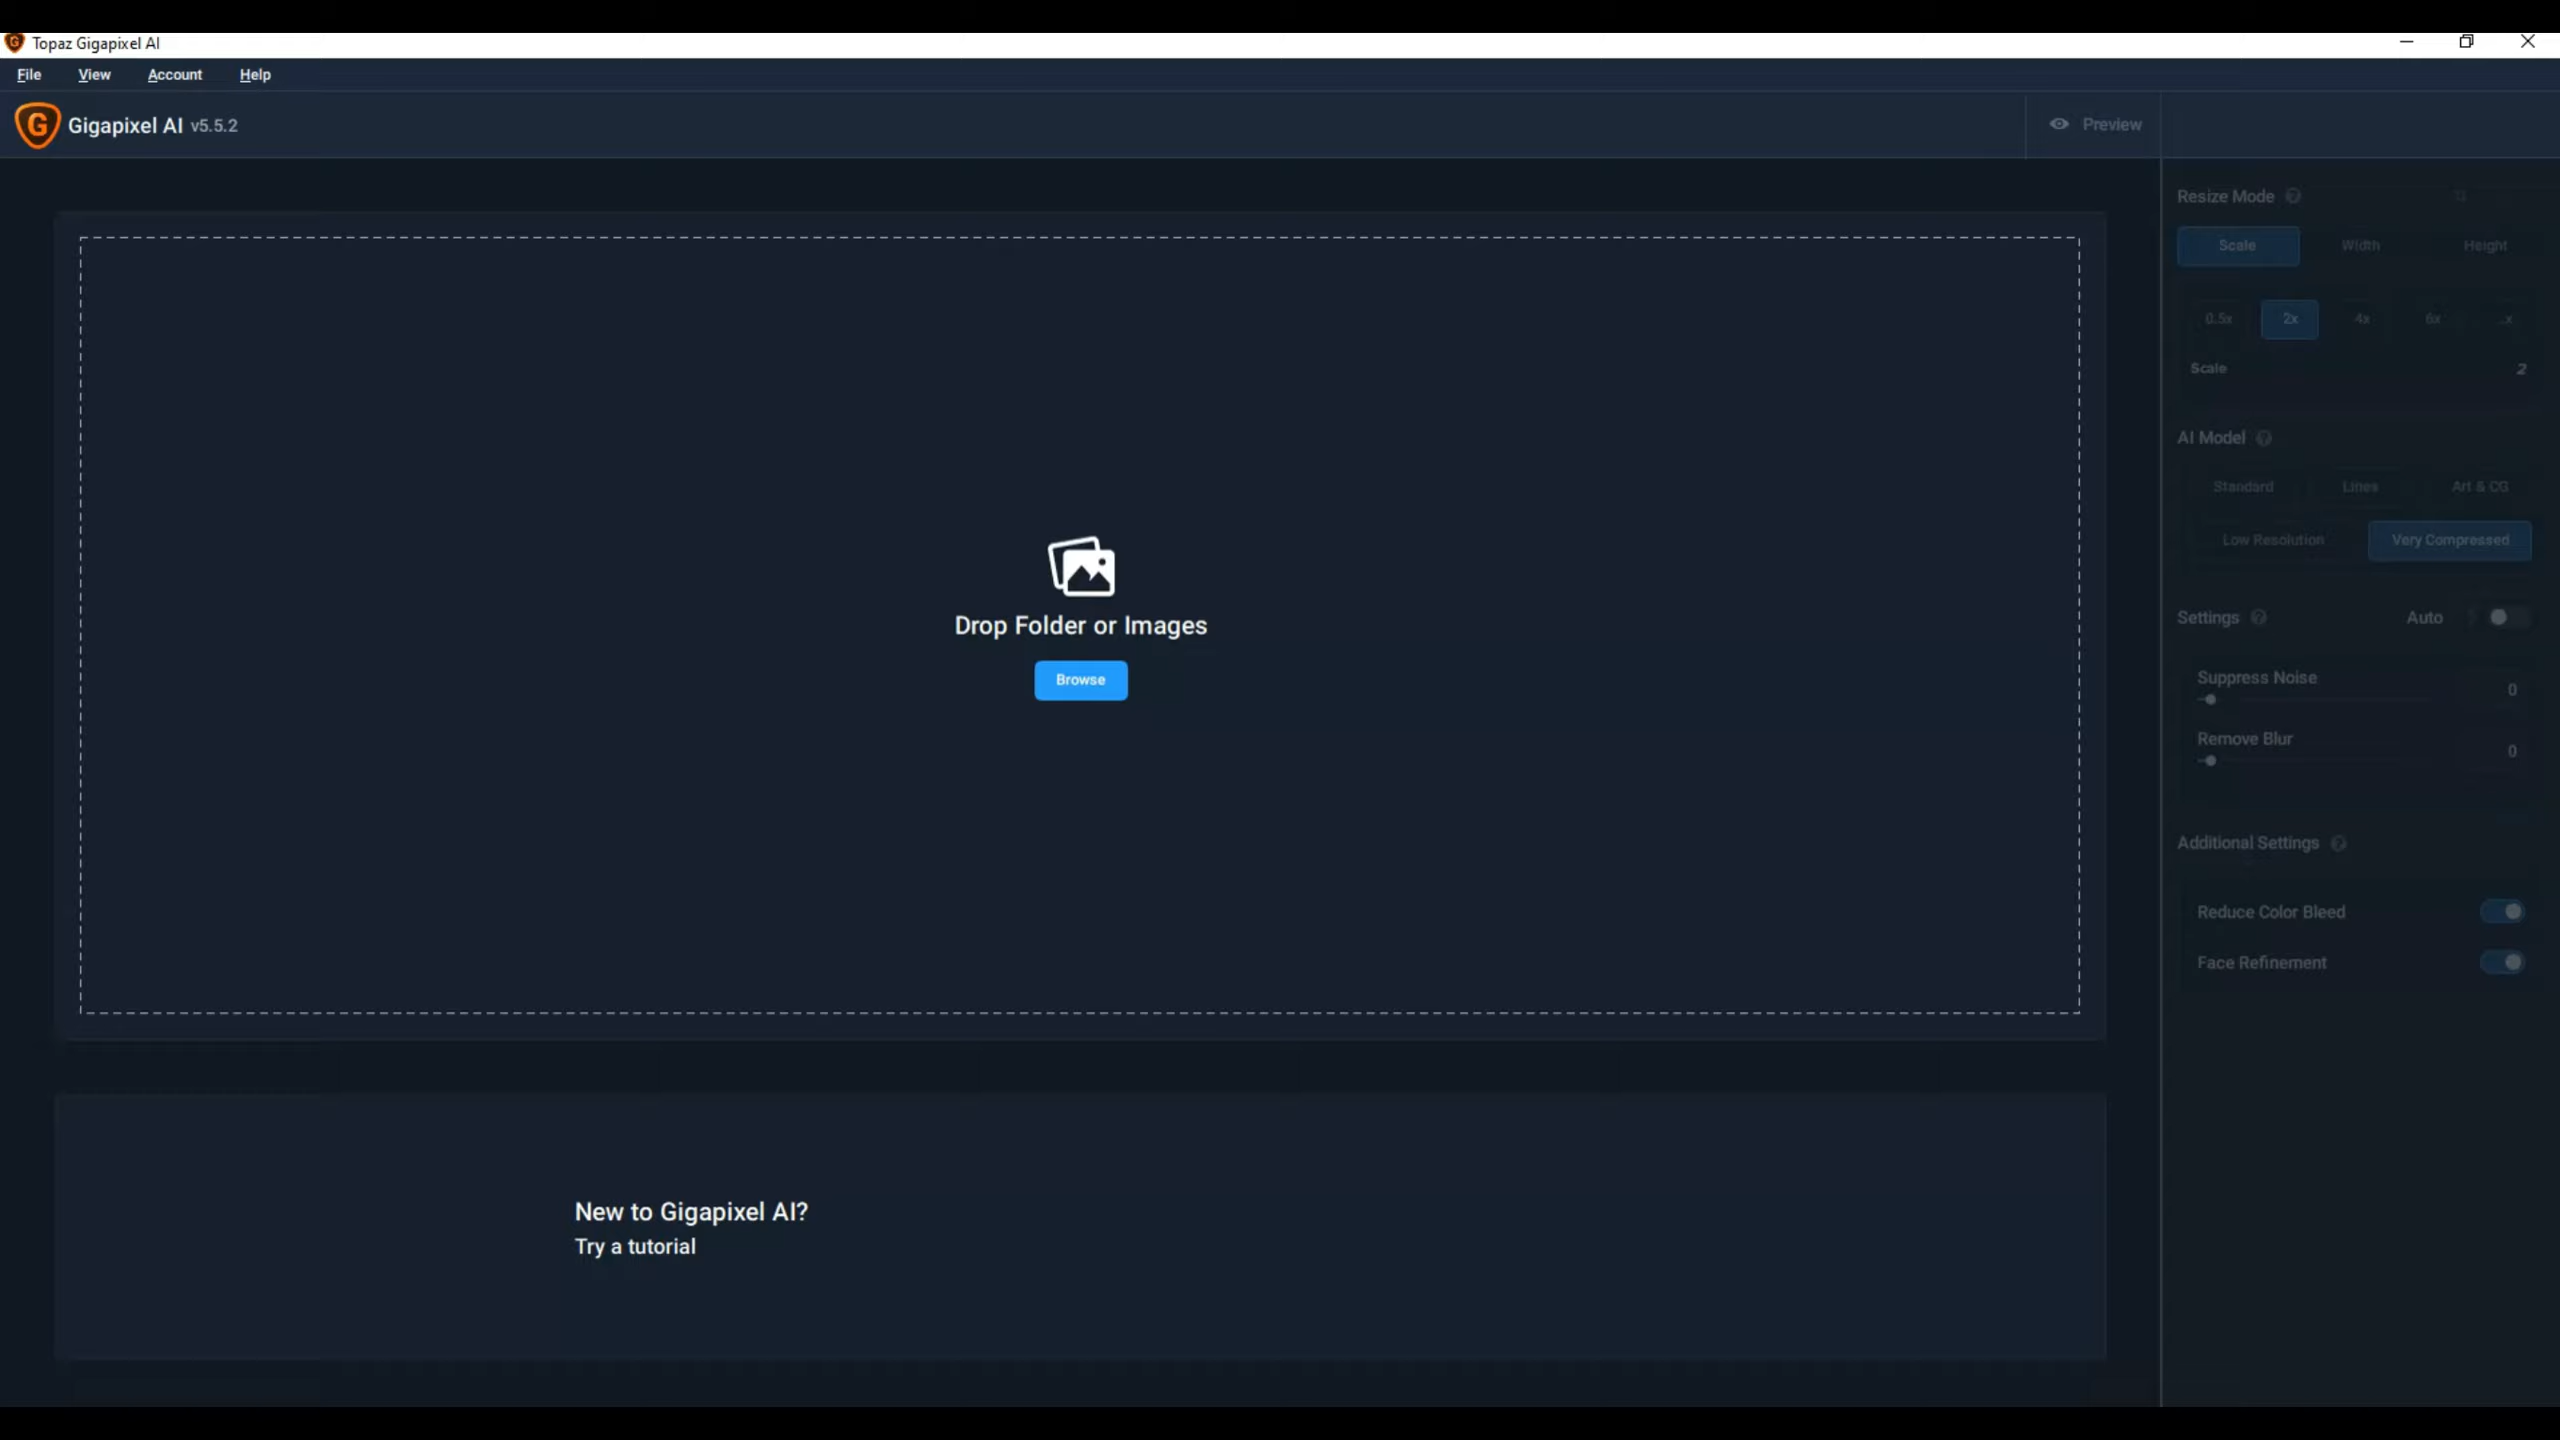 Topaz Gigapixel AI
File View Account Help
G Gigapixel AI v5.5.2
Preview
Resize Mode
Scale Width Height
0.5x 2x 4x 6x ..x
Scale 2
AI Model
Standard Lines Art & CG
Low Resolution Very Compressed
Settings Auto
Suppress Noise 0
Remove Blur 0
Additional Settings
Reduce Color Bleed
Face Refinement
Drop Folder or Images
Browse
New to Gigapixel AI?
Try a tutorial